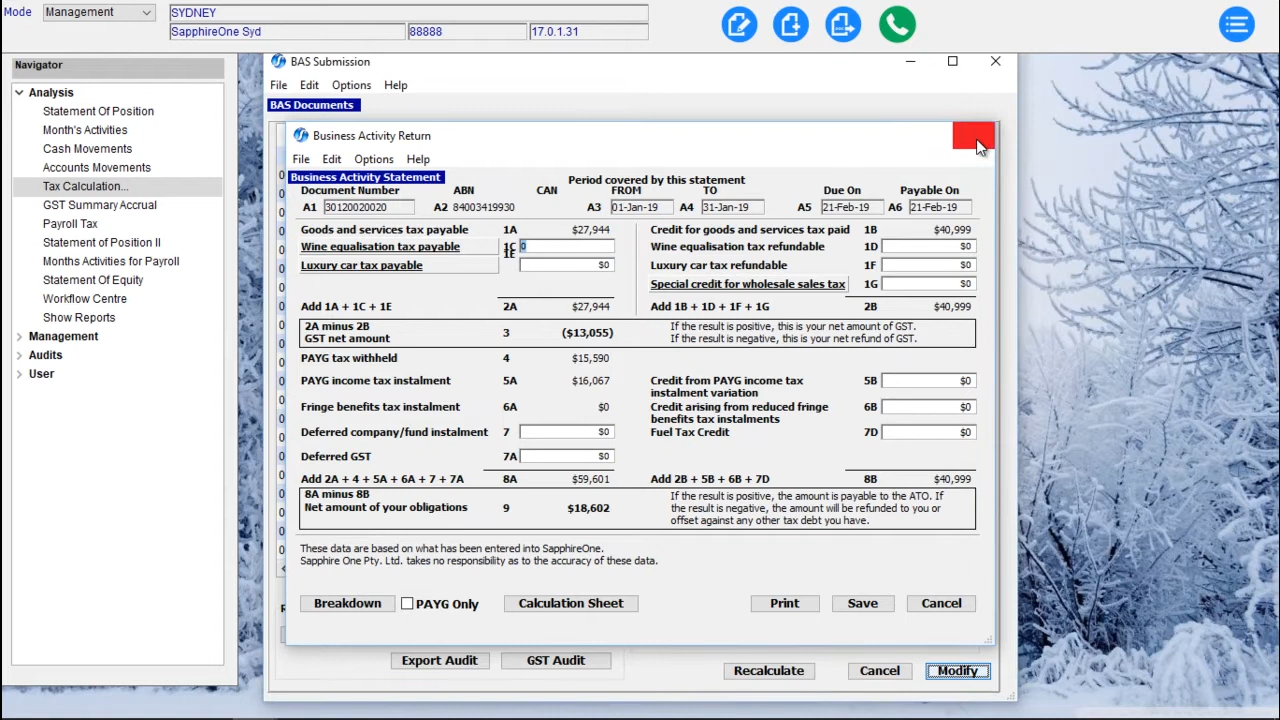 Mode Management SYDNEY
SapphireOne Syd 88888 17.0.1.31
Navigator
Analysis
Statement Of Position
Month's Activities
Cash Movements
Accounts Movements
Tax Calculation...
GST Summary Accrual
Payroll Tax
Statement of Position II
Months Activities for Payroll
Statement Of Equity
Workflow Centre
Show Reports
Management
Audits
User
BAS Submission
File Edit Options Help
BAS Documents
Business Activity Return
File Edit Options Help
Business Activity Statement
Period covered by this statement
Document Number ABN CAN FROM TO Due On Payable On
A1 30120020020 A2 84003419930 A3 01-Jan-19 A4 31-Jan-19 A5 21-Feb-19 A6 21-Feb-19
Goods and services tax payable 1A $27,944 Credit for goods and services tax paid 1B $40,999
Wine equalisation tax payable 1C 0 Wine equalisation tax refundable 1D $0
Luxury car tax payable 1E $0 Luxury car tax refundable 1F $0
Special credit for wholesale sales tax 1G $0
Add 1A + 1C + 1E 2A $27,944 Add 1B + 1D + 1F + 1G 2B $40,999
2A minus 2B If the result is positive, this is your net amount of GST.
GST net amount 3 ($13,055) If the result is negative, this is your net refund of GST.
PAYG tax withheld 4 $15,590
PAYG income tax instalment 5A $16,067 Credit from PAYG income tax 5B $0
instalment variation
Fringe benefits tax instalment 6A $0 Credit arising from reduced fringe 6B $0
benefits tax instalments
Deferred company/fund instalment 7 $0 Fuel Tax Credit 7D $0
Deferred GST 7A $0
Add 2A + 4 + 5A + 6A + 7 + 7A 8A $59,601 Add 2B + 5B + 6B + 7D 8B $40,999
8A minus 8B If the result is positive, the amount is payable to the ATO. If
Net amount of your obligations 9 $18,602 the result is negative, the amount will be refunded to you or
offset against any other tax debt you have.
These data are based on what has been entered into SapphireOne.
Sapphire One Pty. Ltd. takes no responsibility as to the accuracy of these data.
Breakdown PAYG Only Calculation Sheet Print Save Cancel
Export Audit GST Audit
Recalculate Cancel Modify